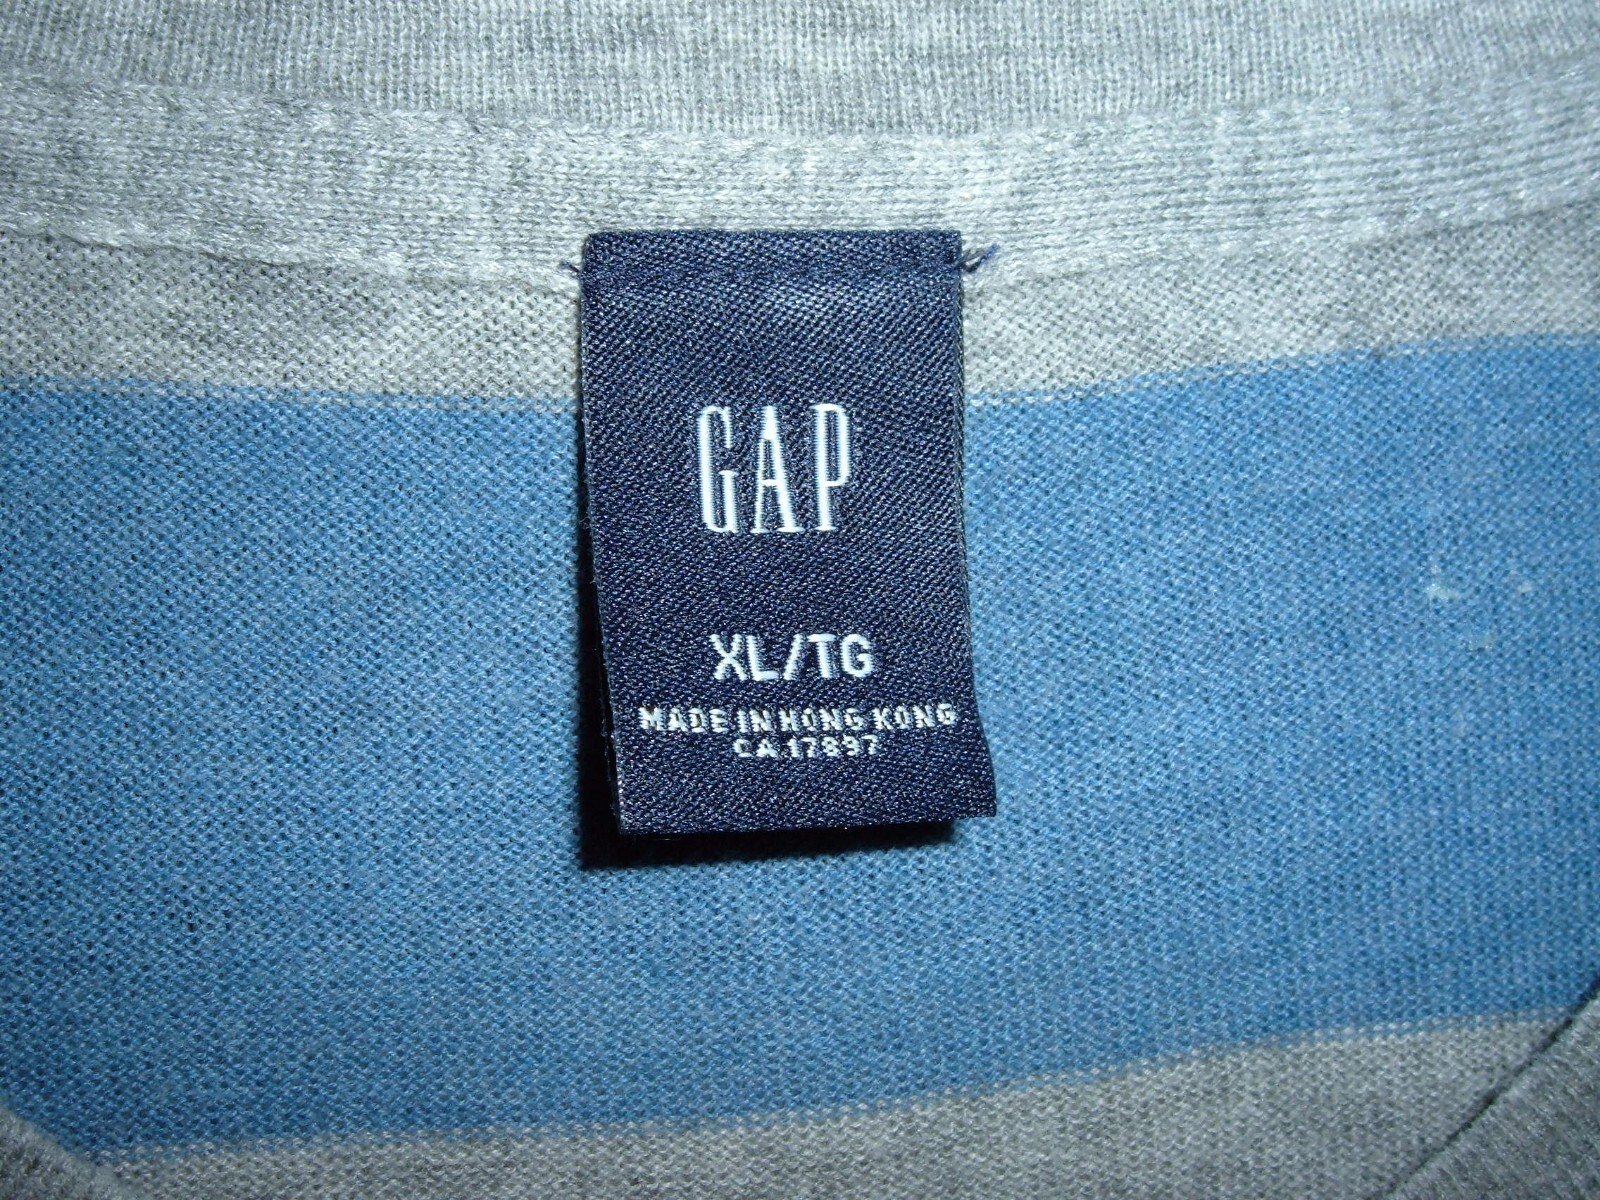 GAP
XL/TG
MADE IN HONG KONG
CA 17897